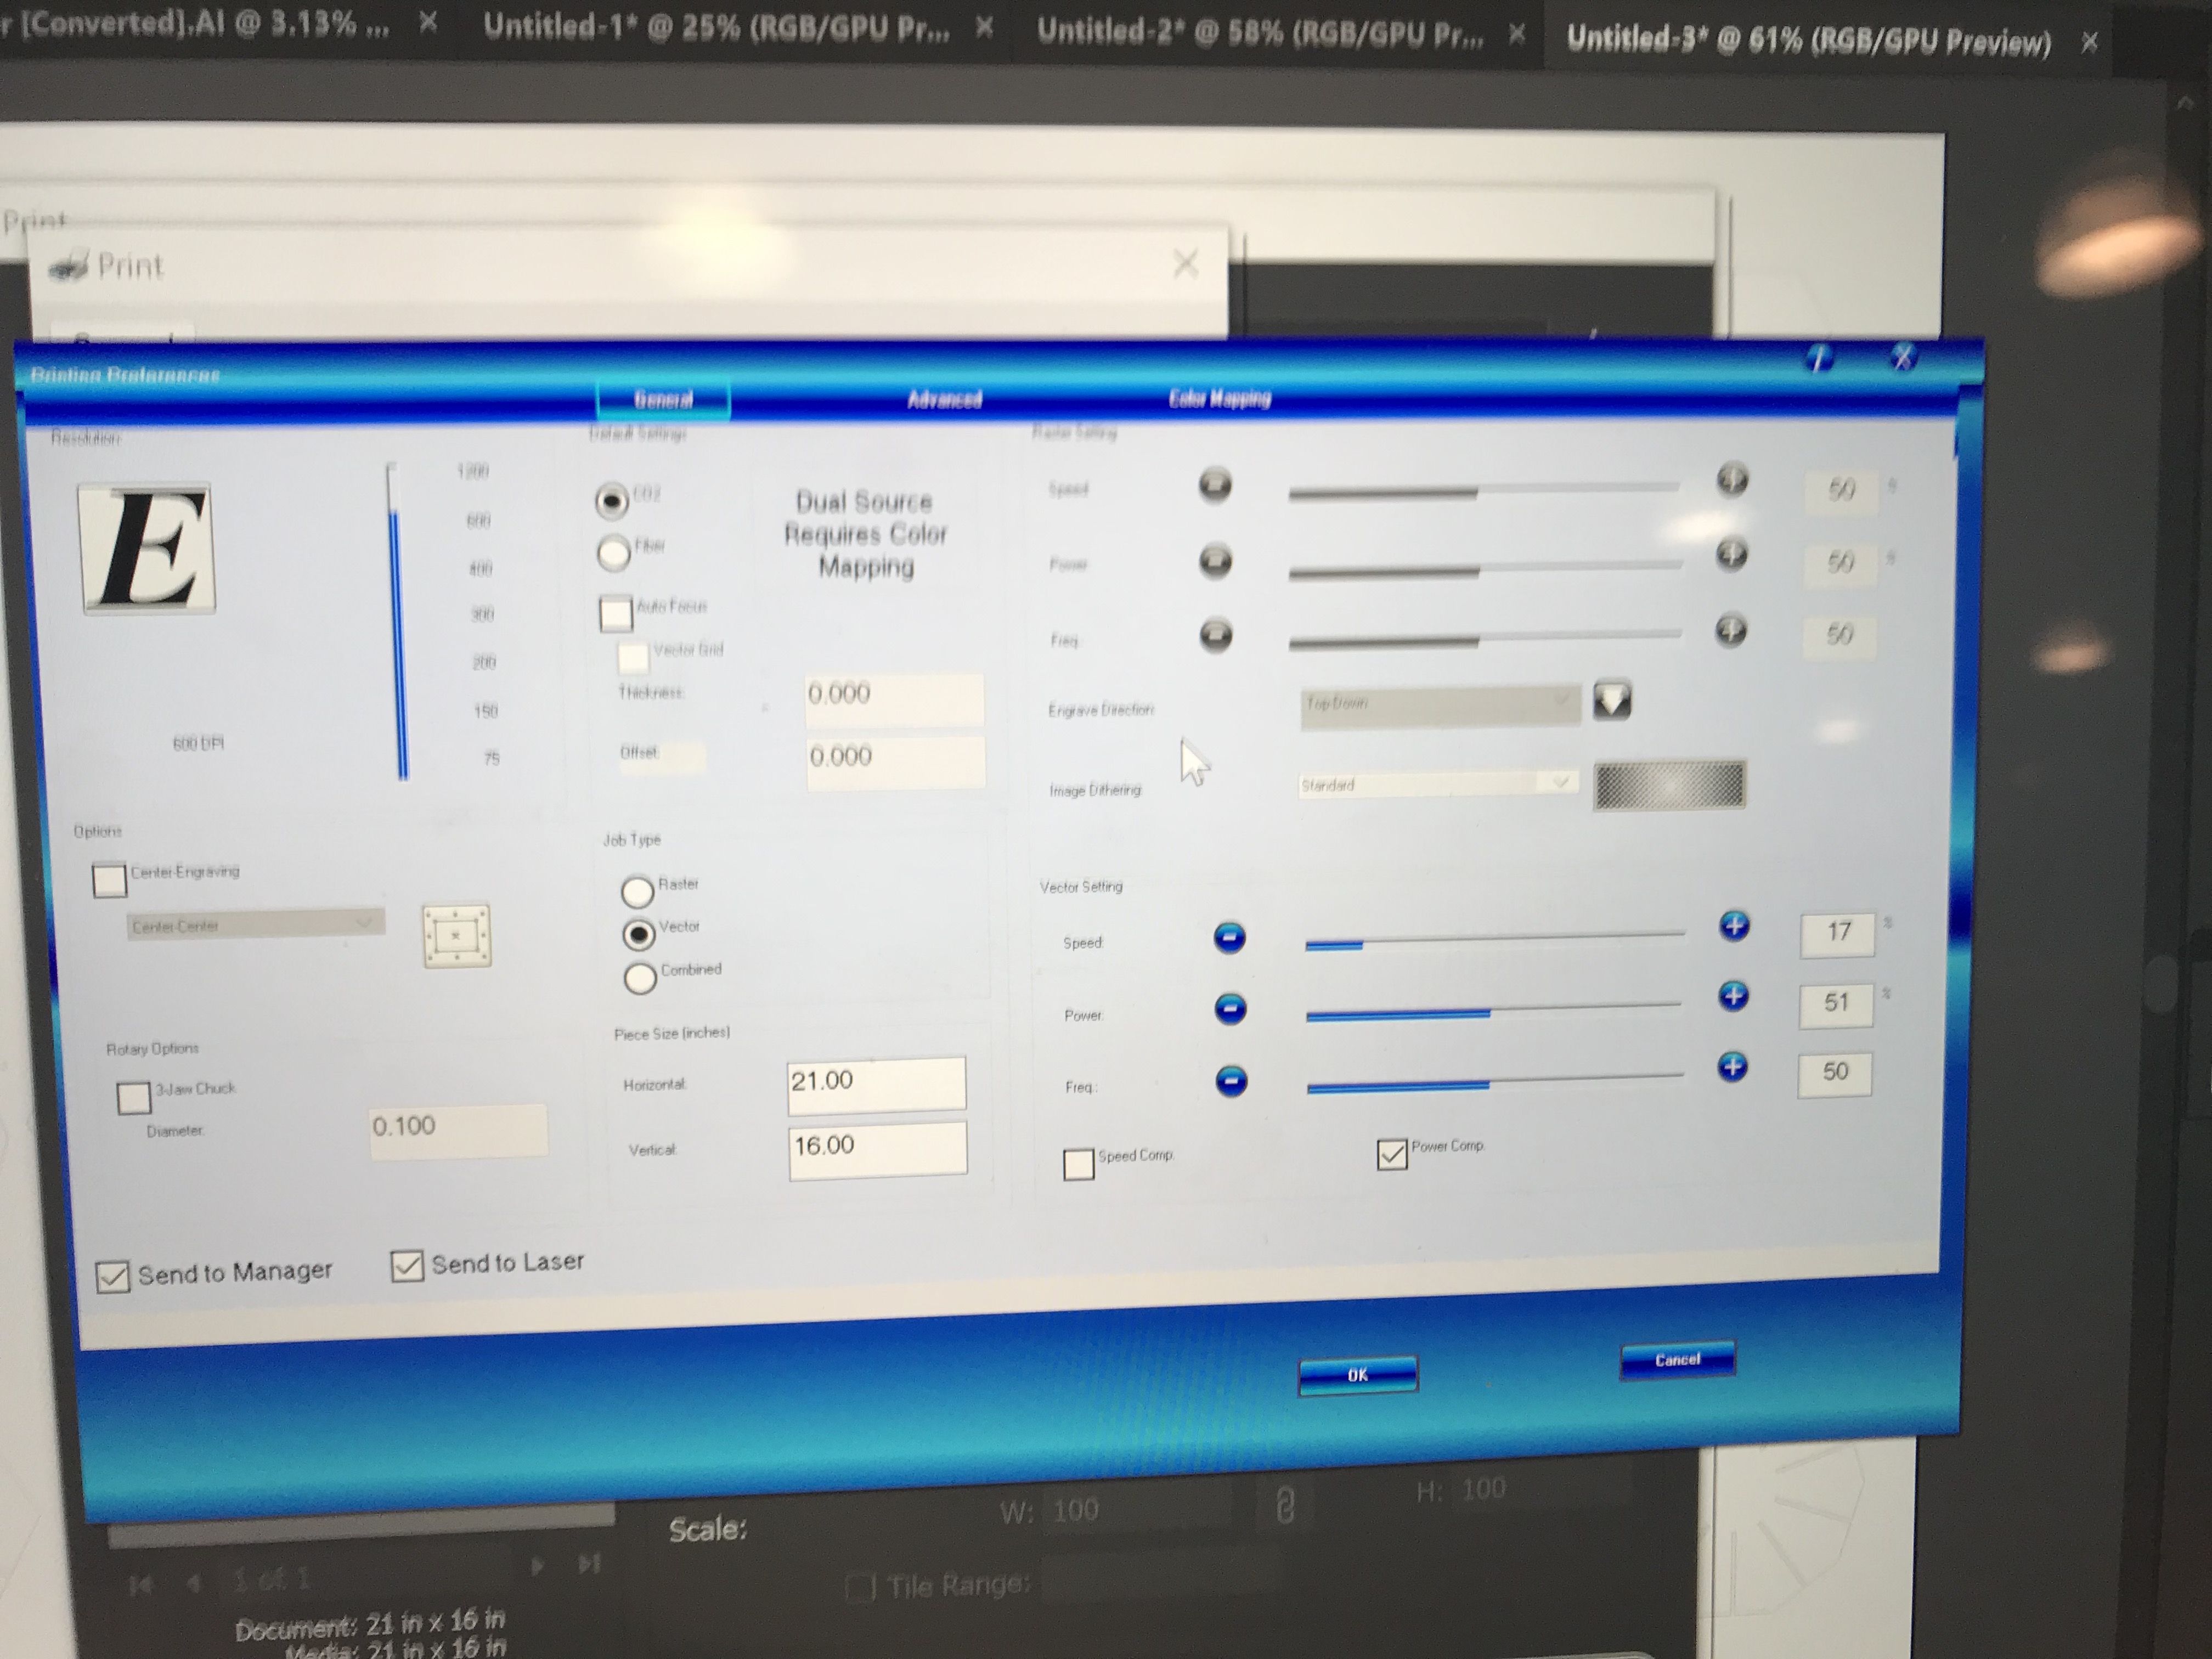 r [Converted].AI @ 3.13% ... ×
Untitled-1* @ 25% (RGB/GPU Pr... ×
Untitled-2* @ 58% (RGB/GPU Pr... ×
Untitled-3* @ 61% (RGB/GPU Preview) ×
Print
Print
Printing Preferences
General
Advanced
Color Mapping
Resolution
1200
600
400
300
200
150
75
600 DPI
Default Settings
CO2
Fiber
Dual Source
Requires Color
Mapping
Auto Focus
Vector Grid
Thickness:
0.000
Offset:
0.000
Raster Setting
Speed
50 %
Power
50 %
Freq
50
Engrave Direction:
Top-Down
Image Dithering:
Standard
Options
Center-Engraving
Center-Center
Job Type
Raster
Vector
Combined
Vector Setting
Speed:
17 %
Power:
51 %
Freq.:
50
Speed Comp.
Power Comp.
Rotary Options
3-Jaw Chuck
Diameter:
0.100
Piece Size (inches)
Horizontal:
21.00
Vertical:
16.00
Send to Manager
Send to Laser
OK
Cancel
Scale:
W: 100
H: 100
1 of 1
Tile Range:
Document: 21 in x 16 in
Media: 21 in x 16 in